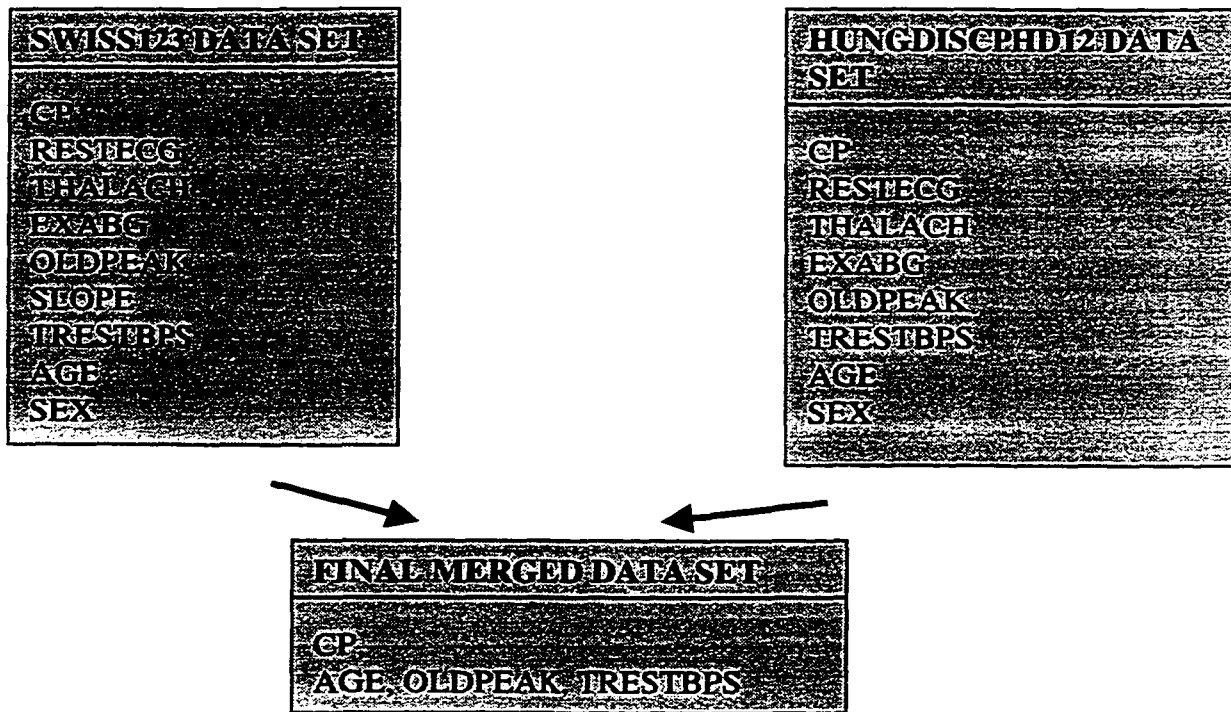 SWISS123 DATA SET
CP
RESTECG
THALACH
EXABG
OLDPEAK
SLOPE
TRESTBPS
AGE
SEX
HUNGDISCPHD12 DATA
SET
CP
RESTECG
THALACH
EXABG
OLDPEAK
TRESTBPS
AGE
SEX
FINAL MERGED DATA SET
CP,
AGE, OLDPEAK TRESTBPS